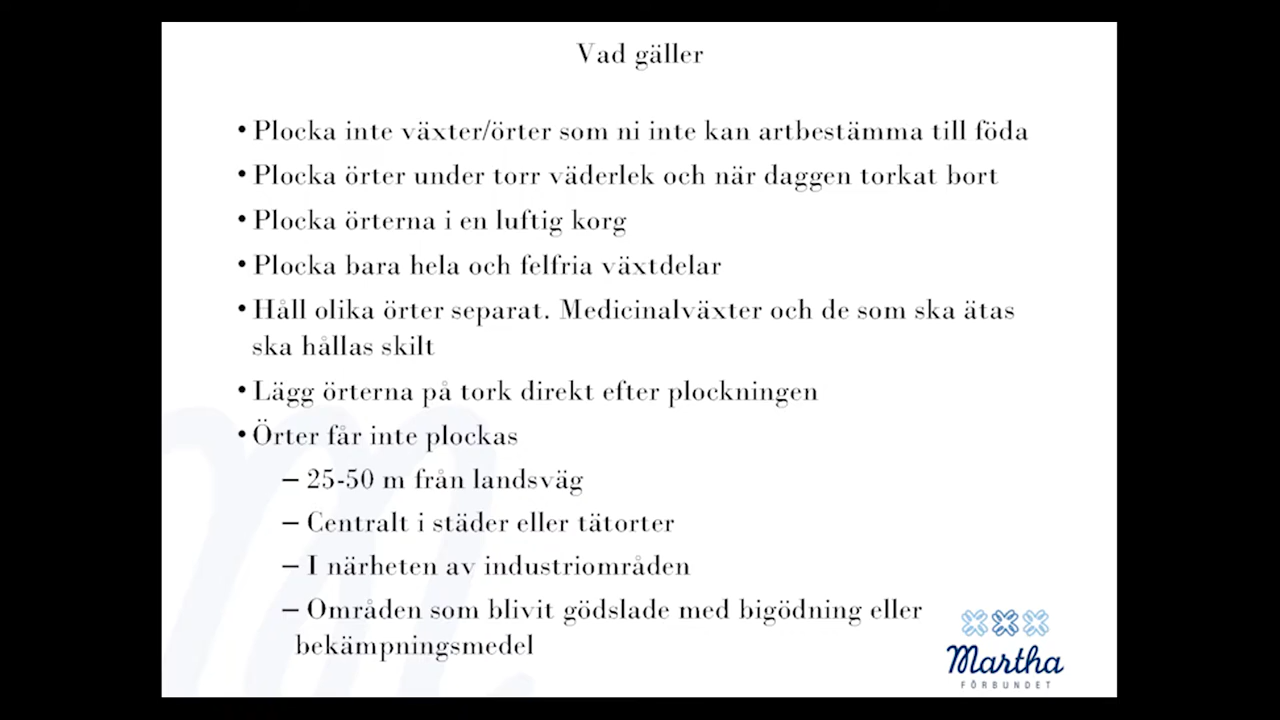 Vad gäller
• Plocka inte växter/örter som ni inte kan artbestämma till föda
• Plocka örter under torr väderlek och när daggen torkat bort
• Plocka örterna i en luftig korg
• Plocka bara hela och felfria växtdelar
• Håll olika örter separat. Medicinalväxter och de som ska ätas
ska hållas skilt
• Lägg örterna på tork direkt efter plockningen
• Örter får inte plockas
– 25-50 m från landsväg
– Centralt i städer eller tätorter
– I närheten av industriområden
– Områden som blivit gödslade med bigödning eller
bekämpningsmedel
Martha
FÖRBUNDET